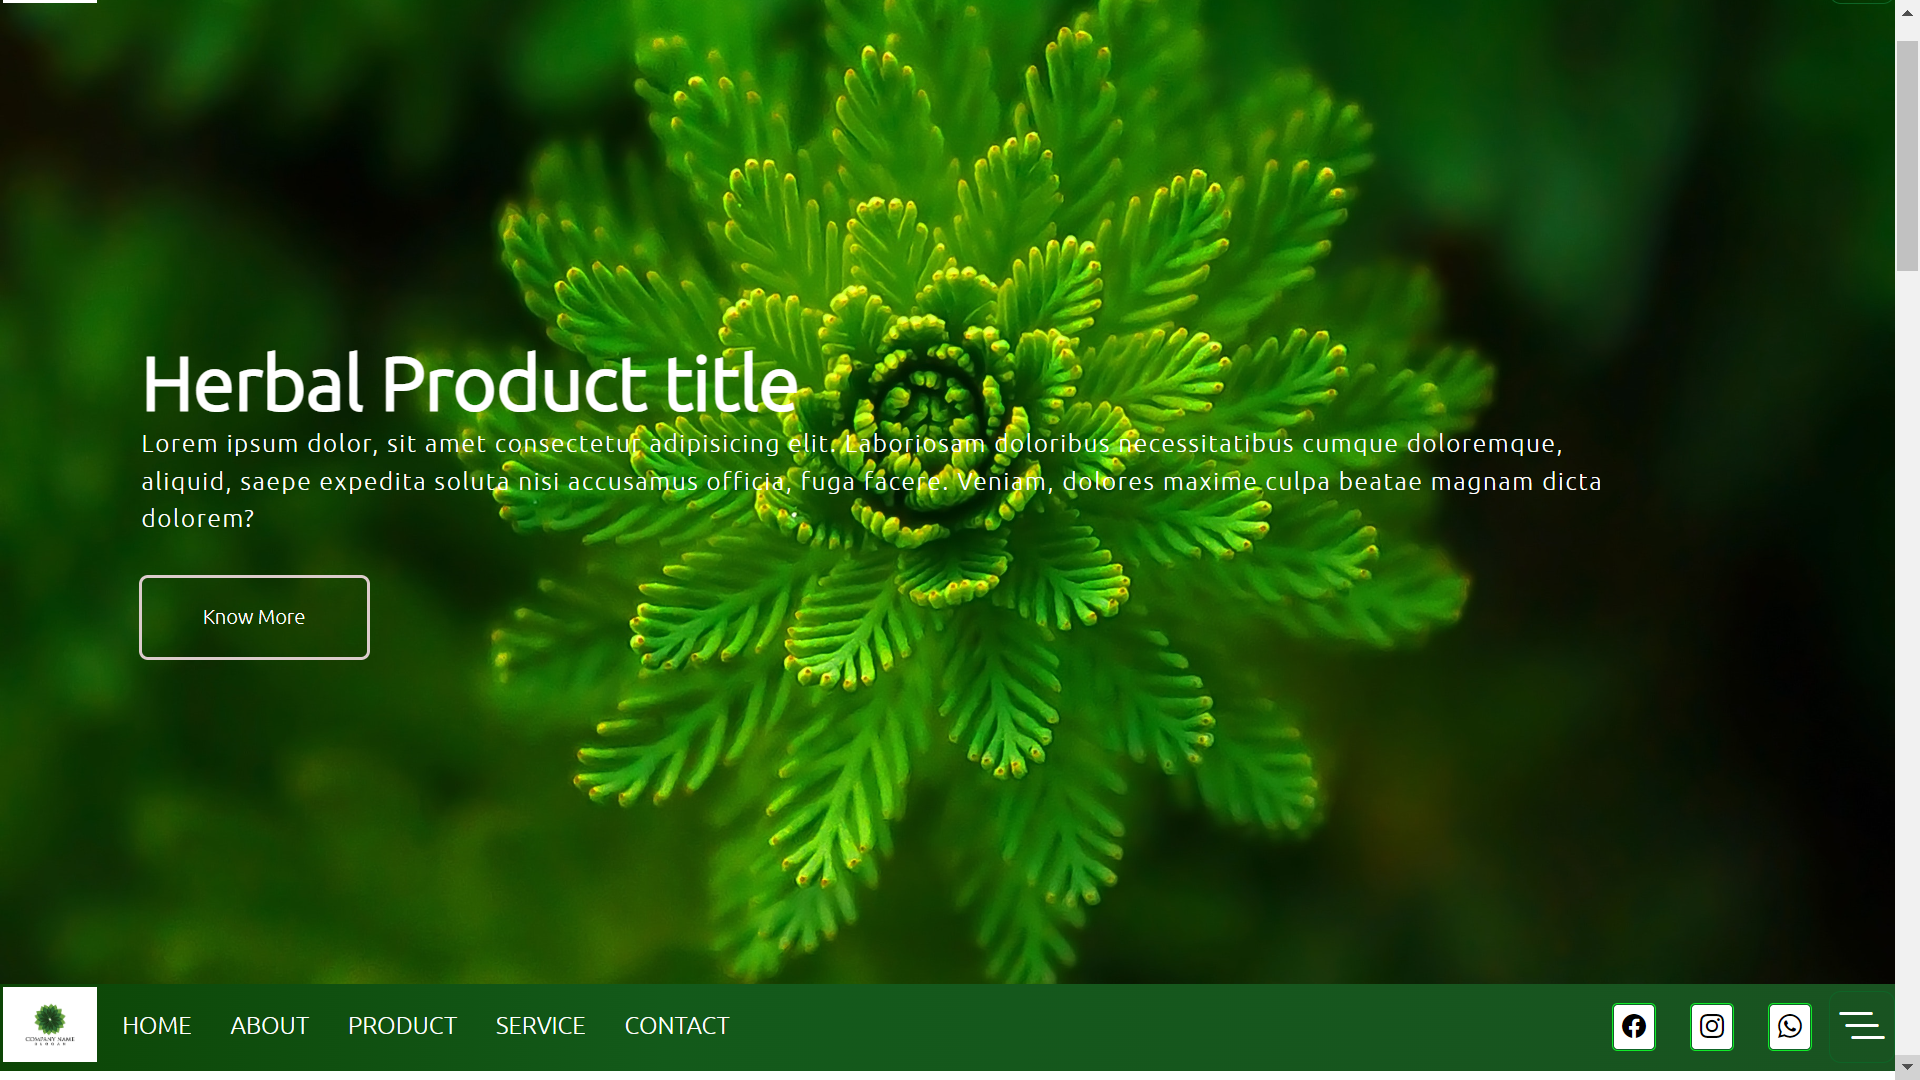 Herbal Product title
Lorem ipsum dolor, sit amet consectetur adipisicing elit. Laboriosam doloribus necessitatibus cumque doloremque,
aliquid, saepe expedita soluta nisi accusamus officia, fuga facere. Veniam, dolores maxime culpa beatae magnam dicta
dolorem?
Know More
COMPANY NAME
HOME ABOUT PRODUCT SERVICE CONTACT